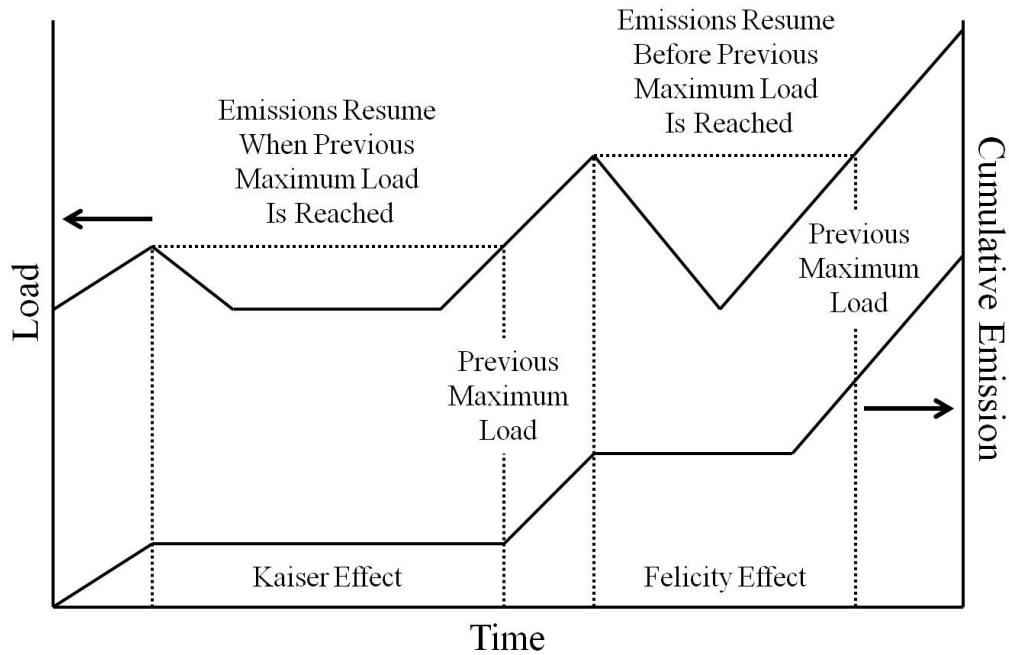 Emissions Resume
Before Previous
Maximum Load
Is Reached
Emissions Resume
When Previous
Maximum Load
Is Reached
Previous
Maximum
Load
Previous
Maximum
Load
Load
Cumulative Emission
Kaiser Effect
Felicity Effect
Time